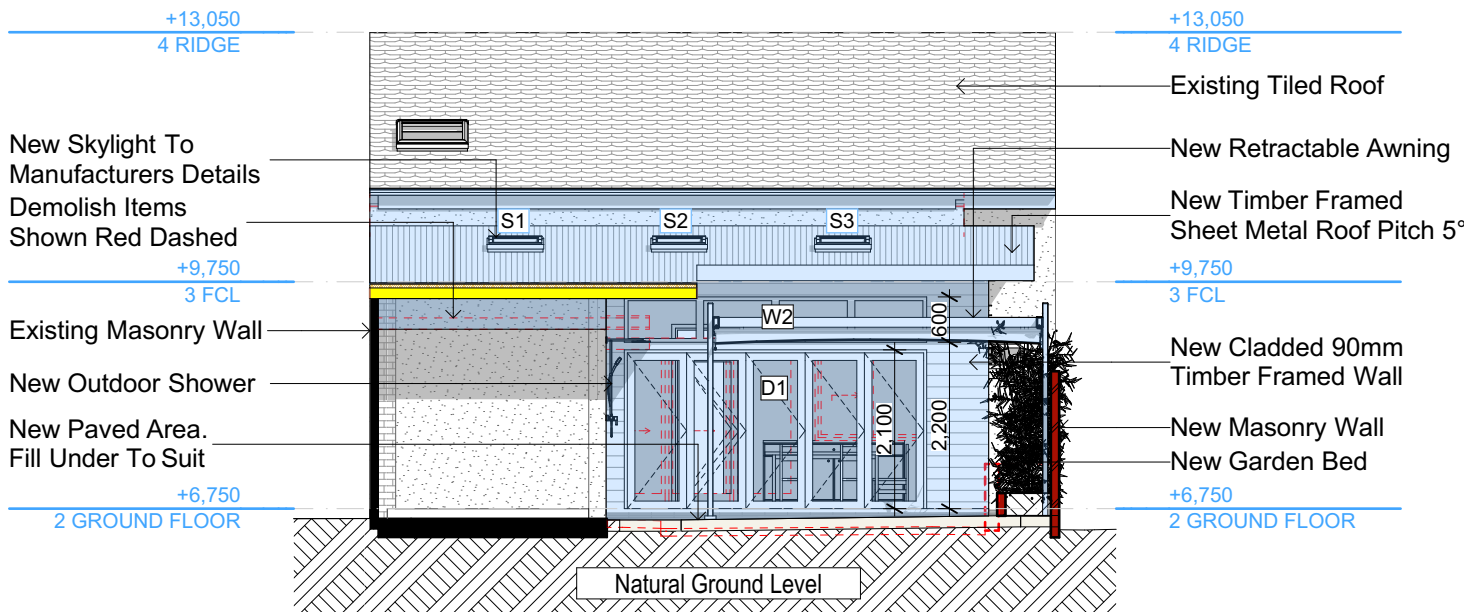 +13,050
4 RIDGE
+13,050
4 RIDGE
Existing Tiled Roof
New Skylight To
Manufacturers Details
New Retractable Awning
Demolish Items
Shown Red Dashed
New Timber Framed
Sheet Metal Roof Pitch 5°
S1
S2
S3
+9,750
3 FCL
+9,750
3 FCL
Existing Masonry Wall
W2
600
New Cladded 90mm
Timber Framed Wall
New Outdoor Shower
D1
2,100
2,200
New Paved Area.
Fill Under To Suit
New Masonry Wall
New Garden Bed
+6,750
2 GROUND FLOOR
+6,750
2 GROUND FLOOR
Natural Ground Level